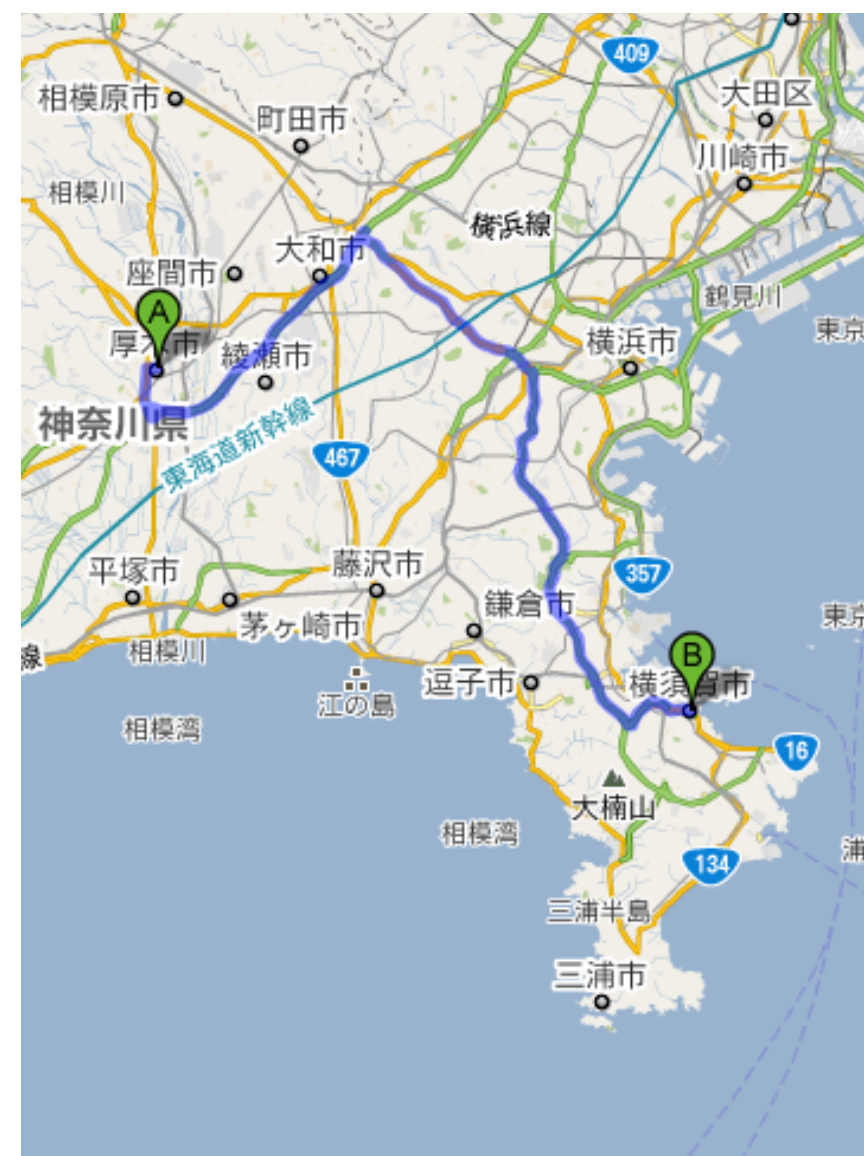 409
相模原市
大田区
町田市
川崎市
相模川
横浜線
大和市
座間市
鶴見川
A
東京
厚木市
横浜市
綾瀬市
神奈川県
東海道新幹線
467
平塚市
藤沢市
357
鎌倉市
茅ヶ崎市
東京
線
相模川
B
逗子市
横須賀市
江の島
相模湾
16
大楠山
相模湾
浦
134
三浦半島
三浦市